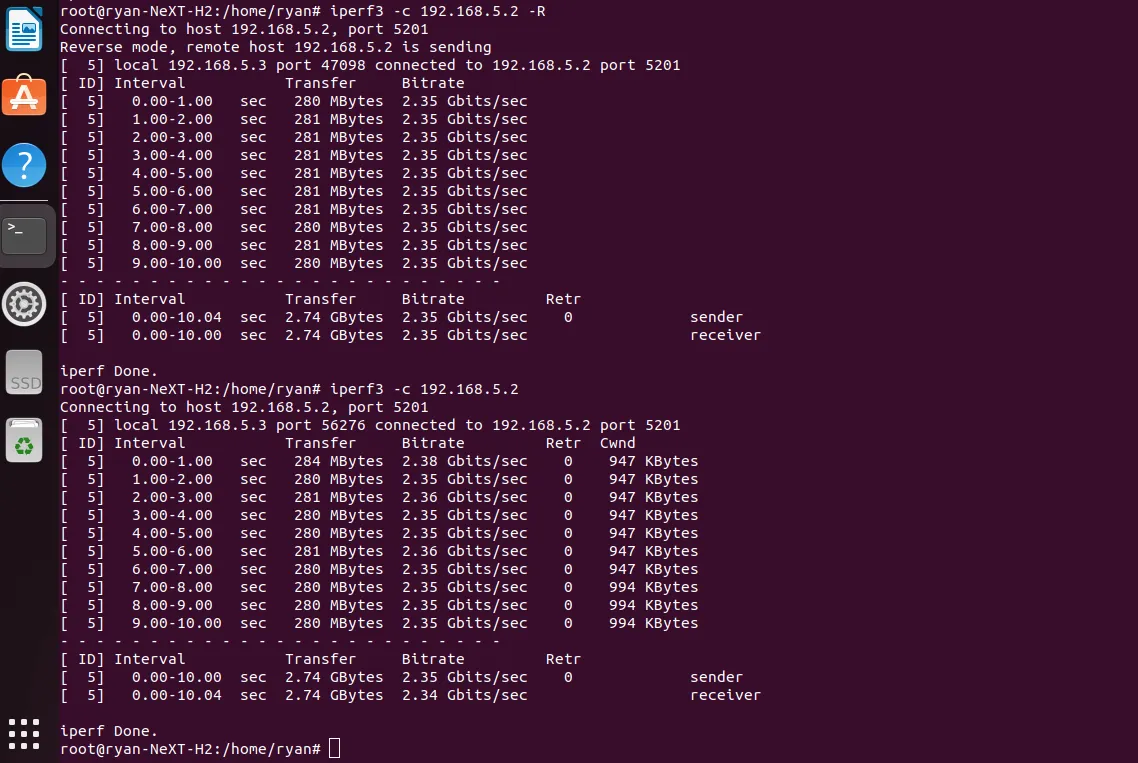 root@ryan-NeXT-H2:/home/ryan# iperf3 -c 192.168.5.2 -R
Connecting to host 192.168.5.2, port 5201
Reverse mode, remote host 192.168.5.2 is sending
[  5] local 192.168.5.3 port 47098 connected to 192.168.5.2 port 5201
[ ID] Interval           Transfer     Bitrate
[  5]   0.00-1.00   sec   280 MBytes  2.35 Gbits/sec
[  5]   1.00-2.00   sec   281 MBytes  2.35 Gbits/sec
[  5]   2.00-3.00   sec   281 MBytes  2.35 Gbits/sec
[  5]   3.00-4.00   sec   281 MBytes  2.35 Gbits/sec
[  5]   4.00-5.00   sec   281 MBytes  2.35 Gbits/sec
[  5]   5.00-6.00   sec   281 MBytes  2.35 Gbits/sec
[  5]   6.00-7.00   sec   281 MBytes  2.35 Gbits/sec
[  5]   7.00-8.00   sec   280 MBytes  2.35 Gbits/sec
[  5]   8.00-9.00   sec   281 MBytes  2.35 Gbits/sec
[  5]   9.00-10.00  sec   280 MBytes  2.35 Gbits/sec
- - - - - - - - - - - - - - - - - - - - - - - - -
[ ID] Interval           Transfer     Bitrate         Retr
[  5]   0.00-10.04  sec  2.74 GBytes  2.35 Gbits/sec    0             sender
[  5]   0.00-10.00  sec  2.74 GBytes  2.35 Gbits/sec                  receiver
iperf Done.
root@ryan-NeXT-H2:/home/ryan# iperf3 -c 192.168.5.2
Connecting to host 192.168.5.2, port 5201
[  5] local 192.168.5.3 port 56276 connected to 192.168.5.2 port 5201
[ ID] Interval           Transfer     Bitrate         Retr  Cwnd
[  5]   0.00-1.00   sec   284 MBytes  2.38 Gbits/sec    0    947 KBytes
[  5]   1.00-2.00   sec   280 MBytes  2.35 Gbits/sec    0    947 KBytes
[  5]   2.00-3.00   sec   281 MBytes  2.36 Gbits/sec    0    947 KBytes
[  5]   3.00-4.00   sec   280 MBytes  2.35 Gbits/sec    0    947 KBytes
[  5]   4.00-5.00   sec   280 MBytes  2.35 Gbits/sec    0    947 KBytes
[  5]   5.00-6.00   sec   281 MBytes  2.36 Gbits/sec    0    947 KBytes
[  5]   6.00-7.00   sec   280 MBytes  2.35 Gbits/sec    0    947 KBytes
[  5]   7.00-8.00   sec   280 MBytes  2.35 Gbits/sec    0    994 KBytes
[  5]   8.00-9.00   sec   280 MBytes  2.35 Gbits/sec    0    994 KBytes
[  5]   9.00-10.00  sec   280 MBytes  2.35 Gbits/sec    0    994 KBytes
- - - - - - - - - - - - - - - - - - - - - - - - -
[ ID] Interval           Transfer     Bitrate         Retr
[  5]   0.00-10.00  sec  2.74 GBytes  2.35 Gbits/sec    0             sender
[  5]   0.00-10.04  sec  2.74 GBytes  2.34 Gbits/sec                  receiver
iperf Done.
root@ryan-NeXT-H2:/home/ryan#
?
>_
SSD